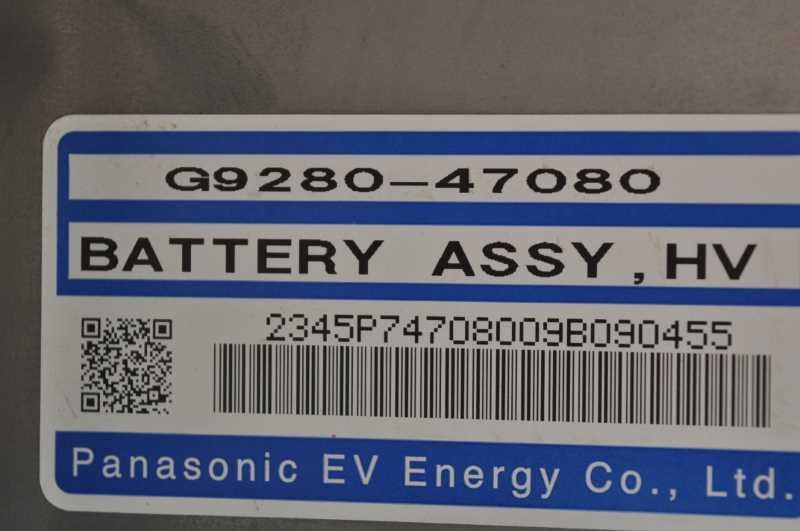 G9280-47080
BATTERY ASSY,HV
2345P74708009B090455
Panasonic EV Energy Co., Ltd.